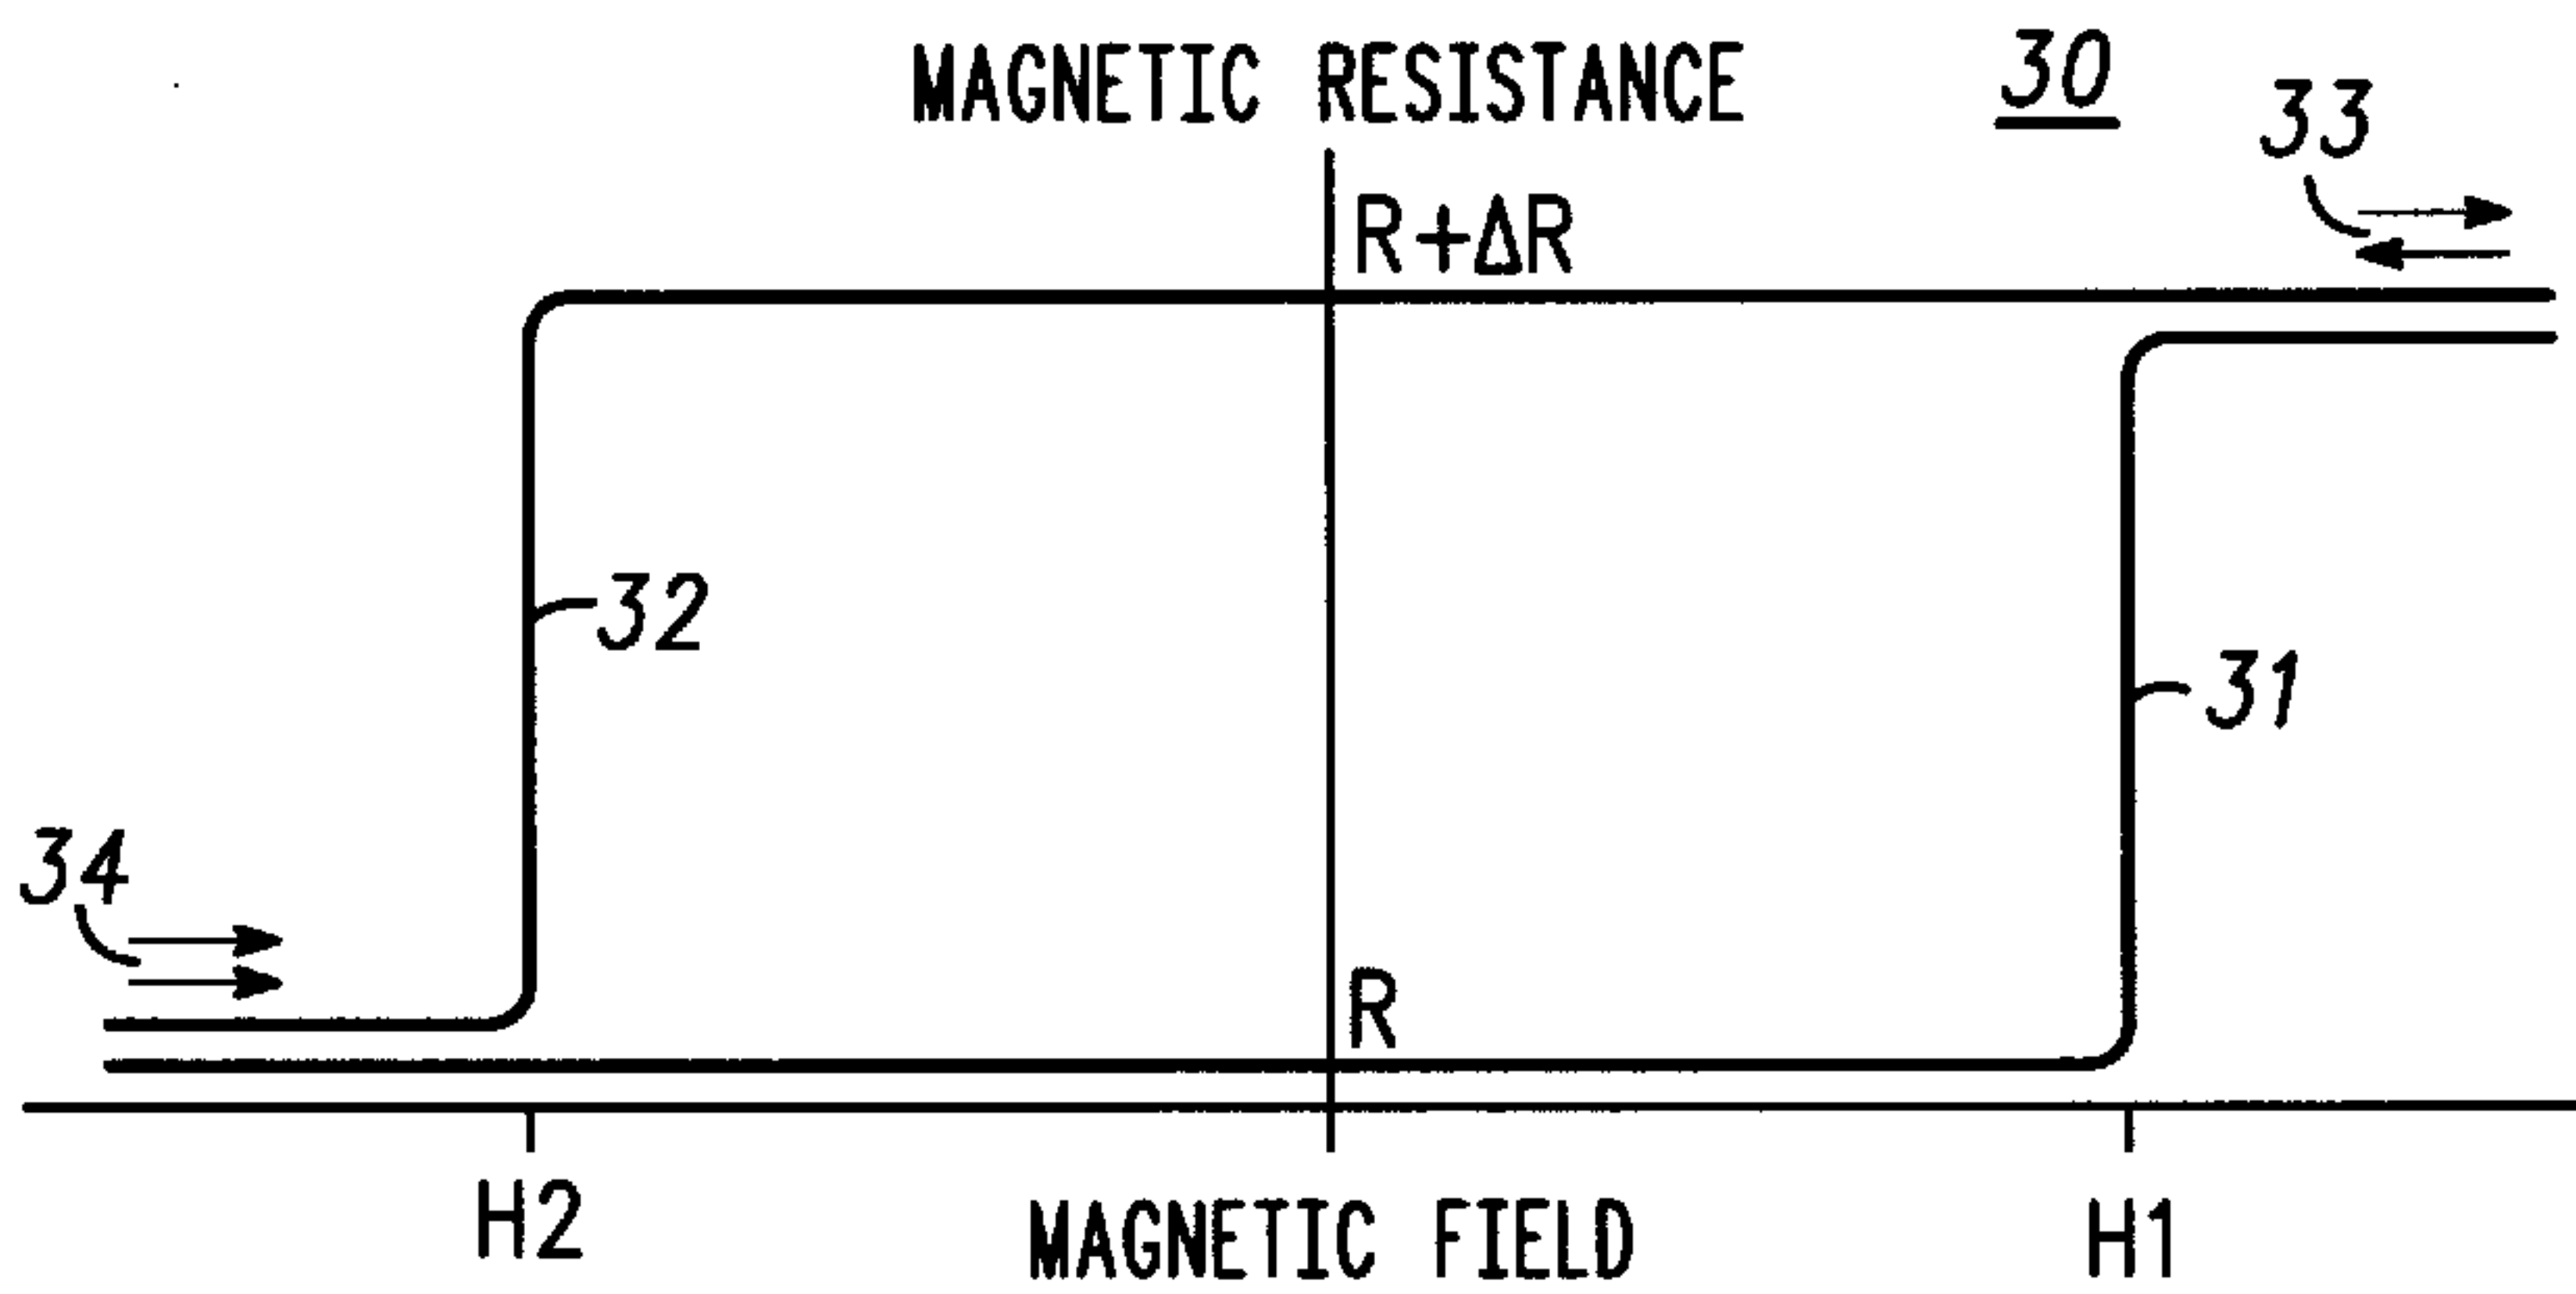 MAGNETIC RESISTANCE
30
33
R+ΔR
32
31
34
R
H2
MAGNETIC FIELD
H1